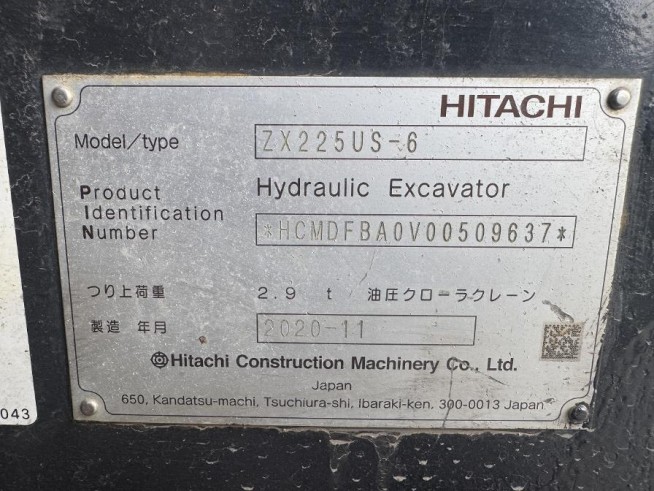 HITACHI
Model/type ZX225US-6
Product Identification Number Hydraulic Excavator
*HCMDFBA0V00509637*
つり上荷重 2.9 t 油圧クローラクレーン
製造 年月 2020-11
Hitachi Construction Machinery Co., Ltd.
Japan
650, Kandatsu-machi, Tsuchiura-shi, Ibaraki-ken, 300-0013 Japan
043